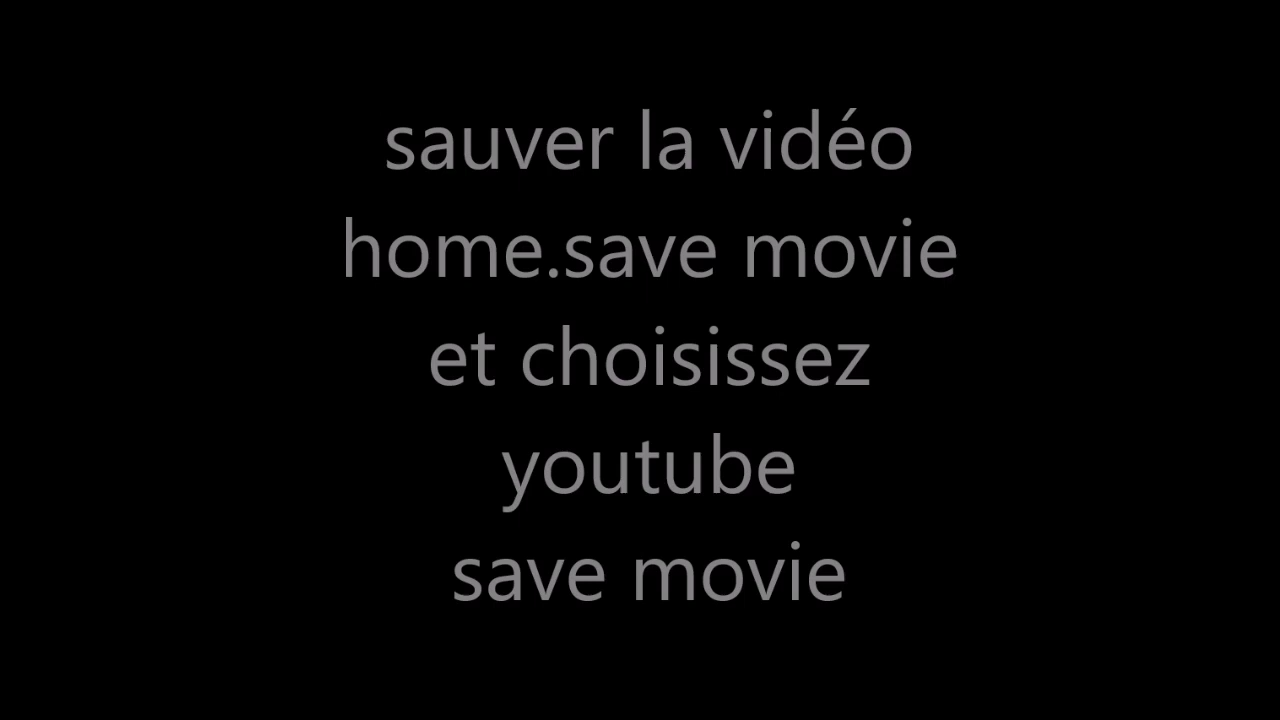 sauver la vidéo
home.save movie
et choisissez
youtube
save movie